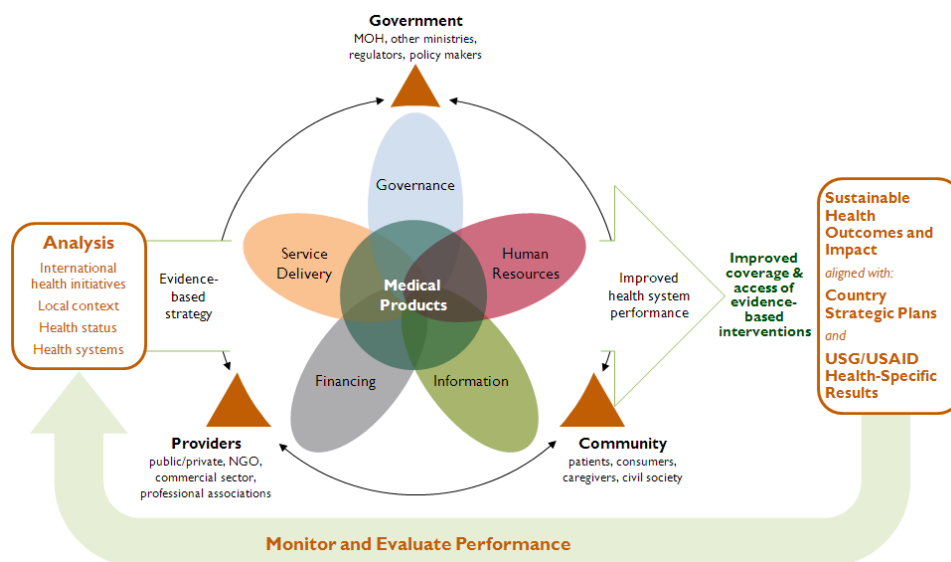 Government
MOH, other ministries,
regulators, policy makers
Governance
Service
Delivery
Human
Resources
Medical
Products
Financing
Information
Analysis
International
health initiatives
Local context
Health status
Health systems
Evidence-
based
strategy
Improved
health system
performance
Improved
coverage &
access of
evidence-
based
interventions
Sustainable
Health
Outcomes and
Impact
aligned with:
Country
Strategic Plans
and
USG/USAID
Health-Specific
Results
Providers
public/private, NGO,
commercial sector,
professional associations
Community
patients, consumers,
caregivers, civil society
Monitor and Evaluate Performance